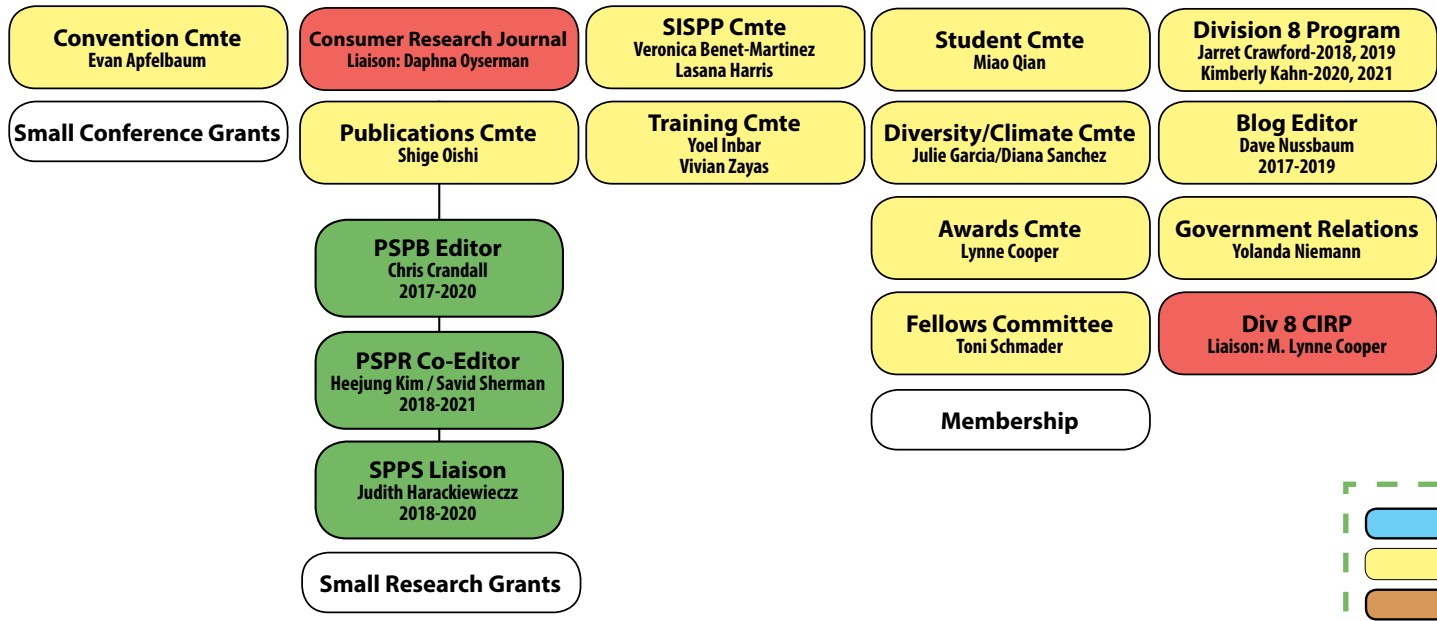 Convention Cmte
Evan Apfelbaum
Small Conference Grants
Consumer Research Journal
Liaison: Daphna Oyserman
Publications Cmte
Shige Oishi
PSPB Editor
Chris Crandall
2017-2020
PSPR Co-Editor
Heejung Kim / Savid Sherman
2018-2021
SPPS Liaison
Judith Harackiewieczz
2018-2020
Small Research Grants
SISPP Cmte
Veronica Benet-Martinez
Lasana Harris
Training Cmte
Yoel Inbar
Vivian Zayas
Student Cmte
Miao Qian
Diversity/Climate Cmte
Julie Garcia/Diana Sanchez
Awards Cmte
Lynne Cooper
Fellows Committee
Toni Schmader
Membership
Division 8 Program
Jarret Crawford-2018, 2019
Kimberly Kahn-2020, 2021
Blog Editor
Dave Nussbaum
2017-2019
Government Relations
Yolanda Niemann
Div 8 CIRP
Liaison: M. Lynne Cooper